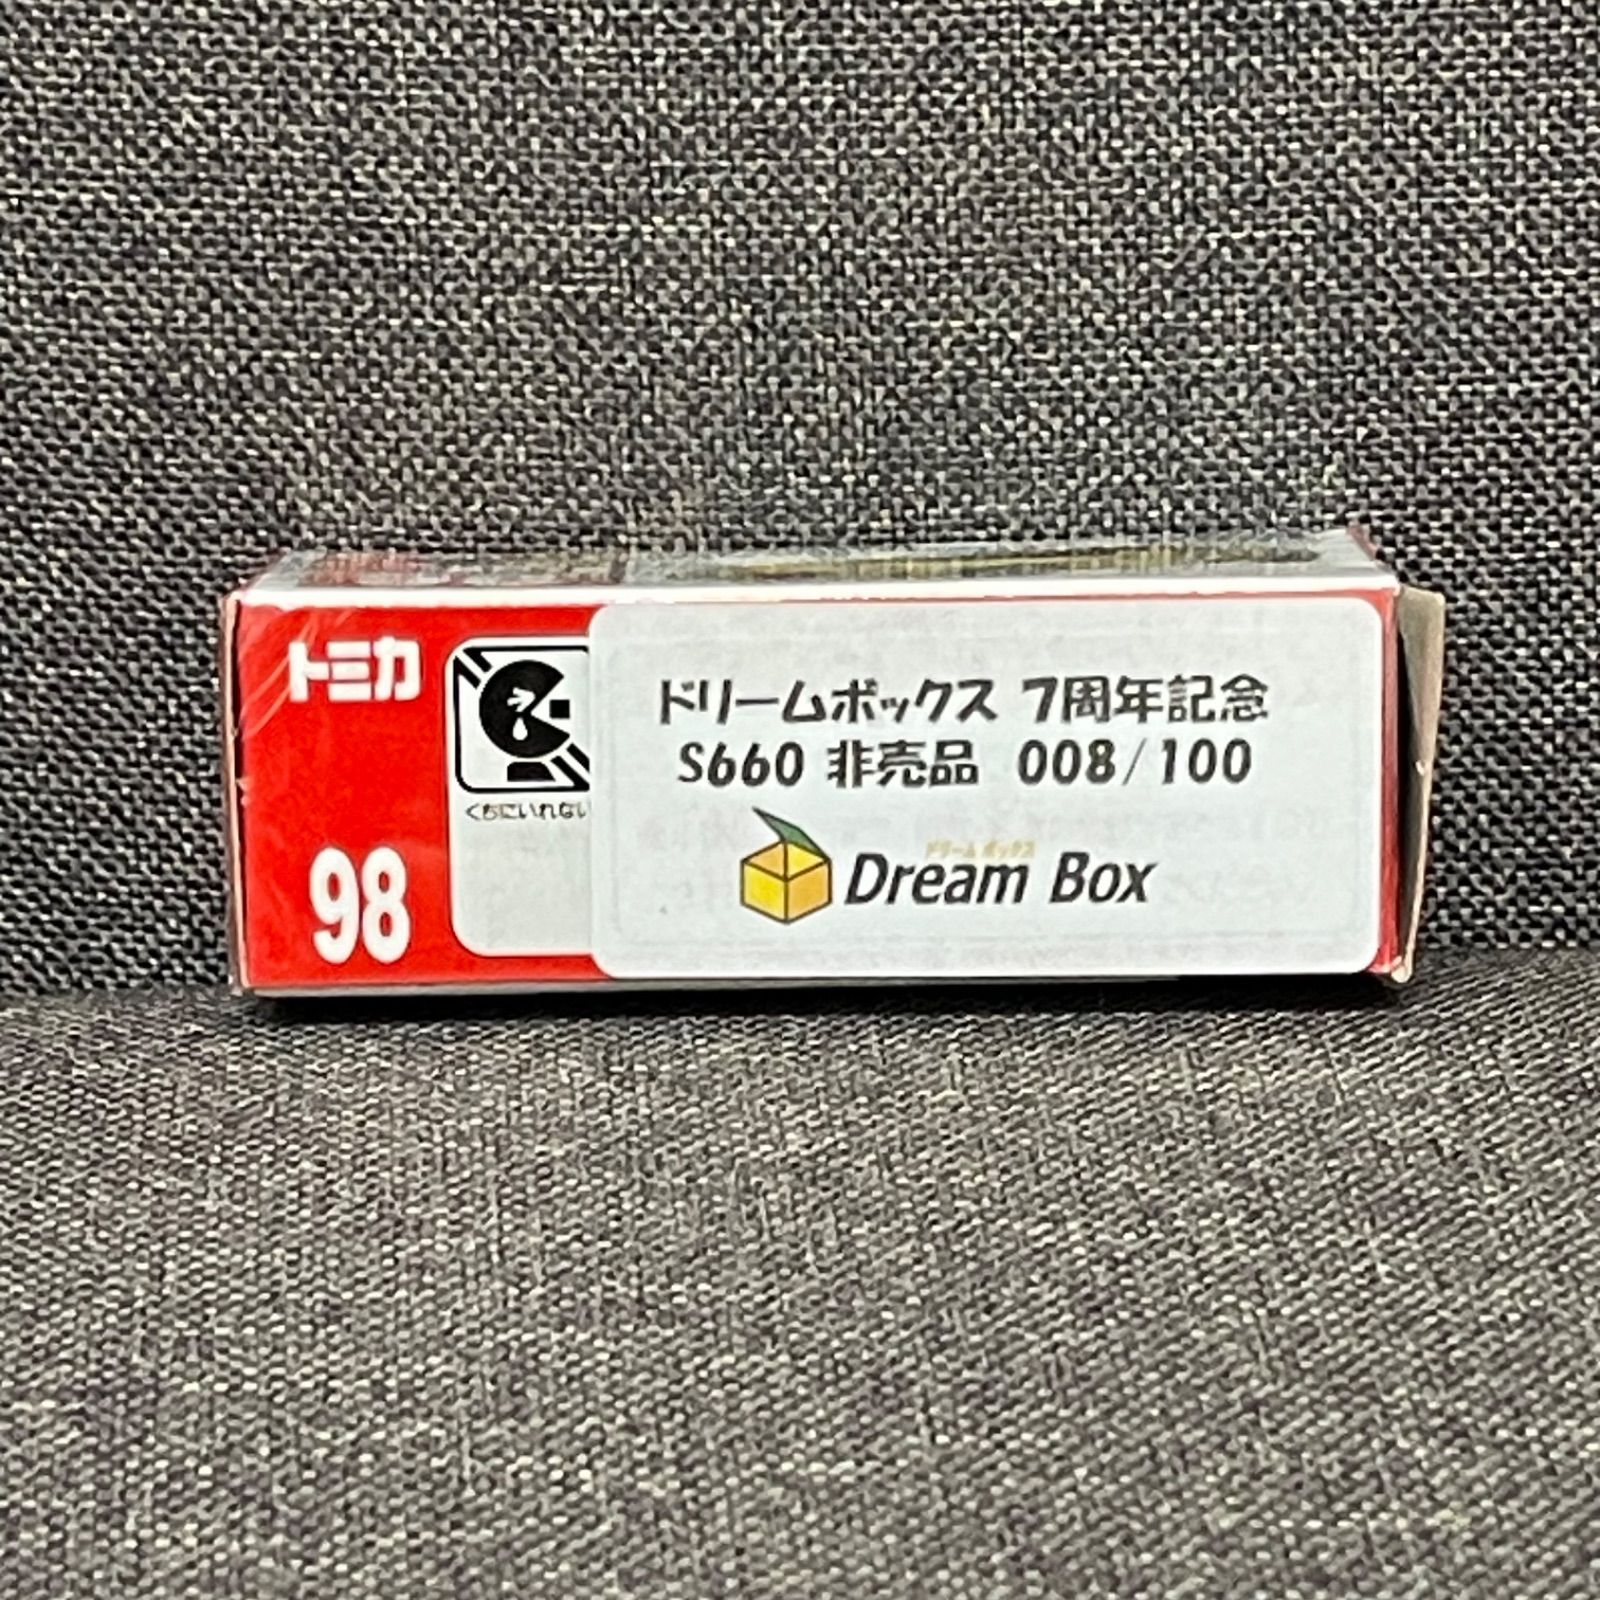 トミカ
くちにいれない
98
ドリームボックス 7周年記念
S660 非売品 008/100
ドリーム ボックス
Dream Box